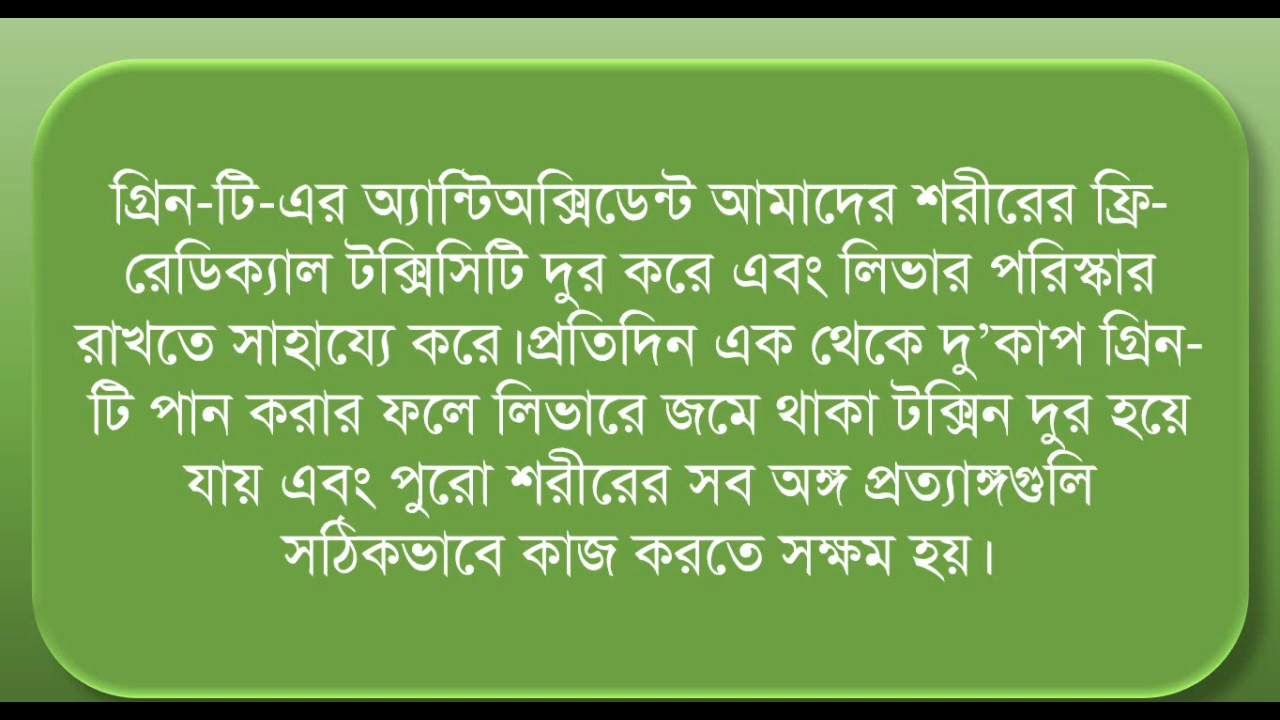 গ্রিন-টি-এর অ্যান্টিঅক্সিডেন্ট আমাদের শরীরের ফ্রি-
রেডিক্যাল টক্সিসিটি দুর করে এবং লিভার পরিস্কার
রাখতে সাহায্যে করে।প্রতিদিন এক থেকে দু’কাপ গ্রিন-
টি পান করার ফলে লিভারে জমে থাকা টক্সিন দুর হয়ে
যায় এবং পুরো শরীরের সব অঙ্গ প্রত্যাঙ্গগুলি
সঠিকভাবে কাজ করতে সক্ষম হয়।